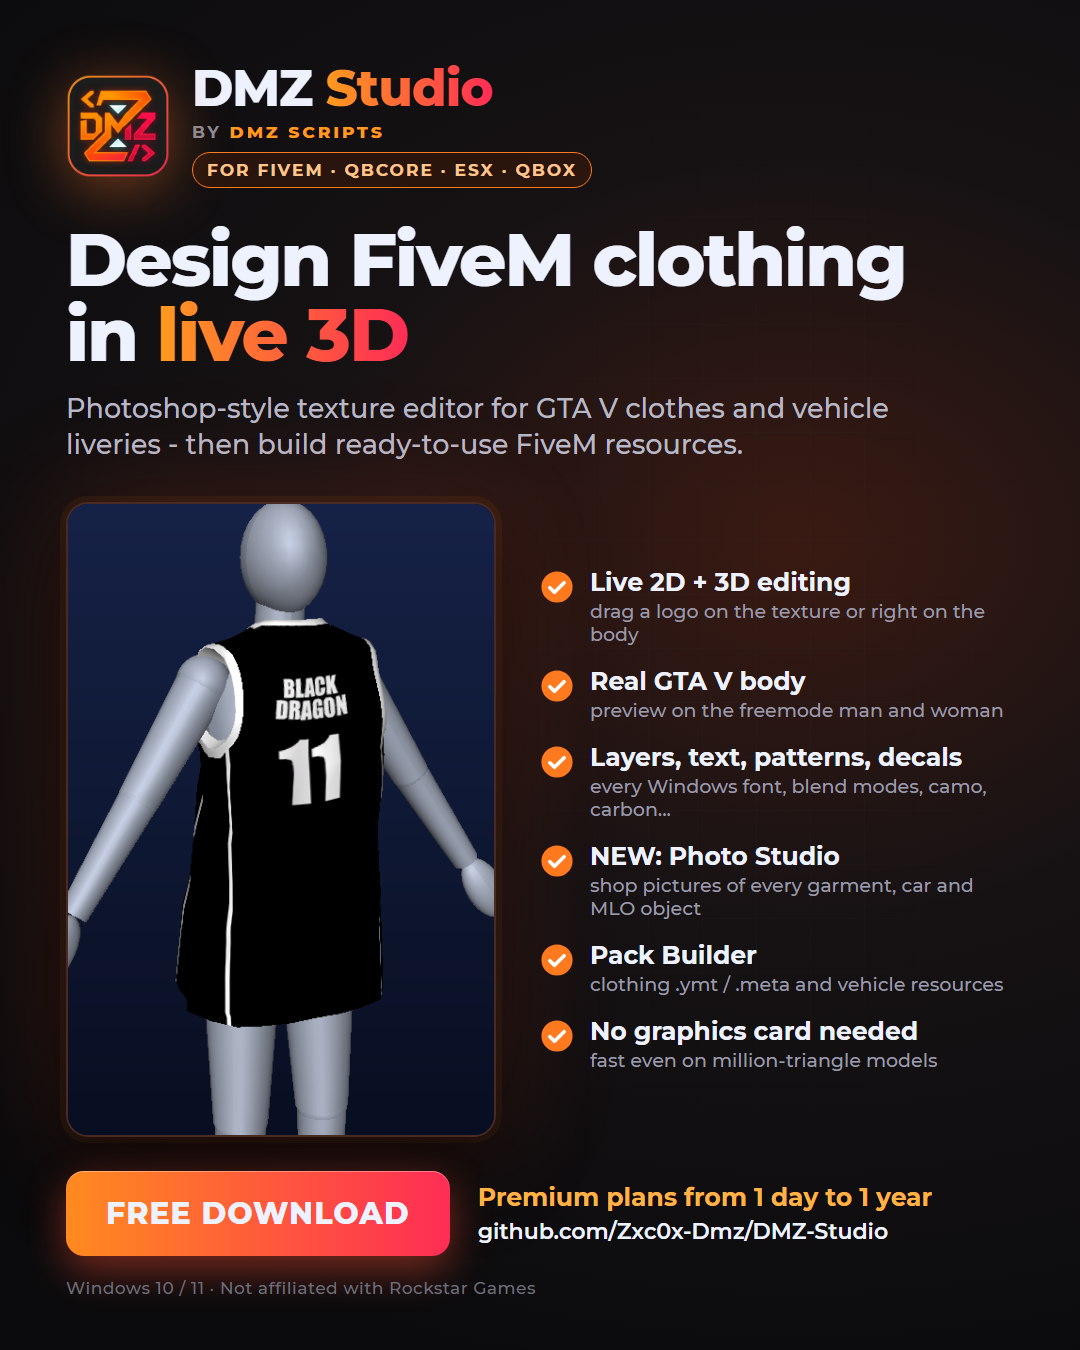 </>
DMZ
DMZ Studio
BY DMZ SCRIPTS
FOR FIVEM · QBCORE · ESX · QBOX
Design FiveM clothing
in live 3D
Photoshop-style texture editor for GTA V clothes and vehicle
liveries - then build ready-to-use FiveM resources.
BLACK
DRAGON
11
Live 2D + 3D editing
drag a logo on the texture or right on the
body
Real GTA V body
preview on the freemode man and woman
Layers, text, patterns, decals
every Windows font, blend modes, camo,
carbon...
NEW: Photo Studio
shop pictures of every garment, car and
MLO object
Pack Builder
clothing .ymt / .meta and vehicle resources
No graphics card needed
fast even on million-triangle models
FREE DOWNLOAD
Premium plans from 1 day to 1 year
github.com/Zxc0x-Dmz/DMZ-Studio
Windows 10 / 11 · Not affiliated with Rockstar Games